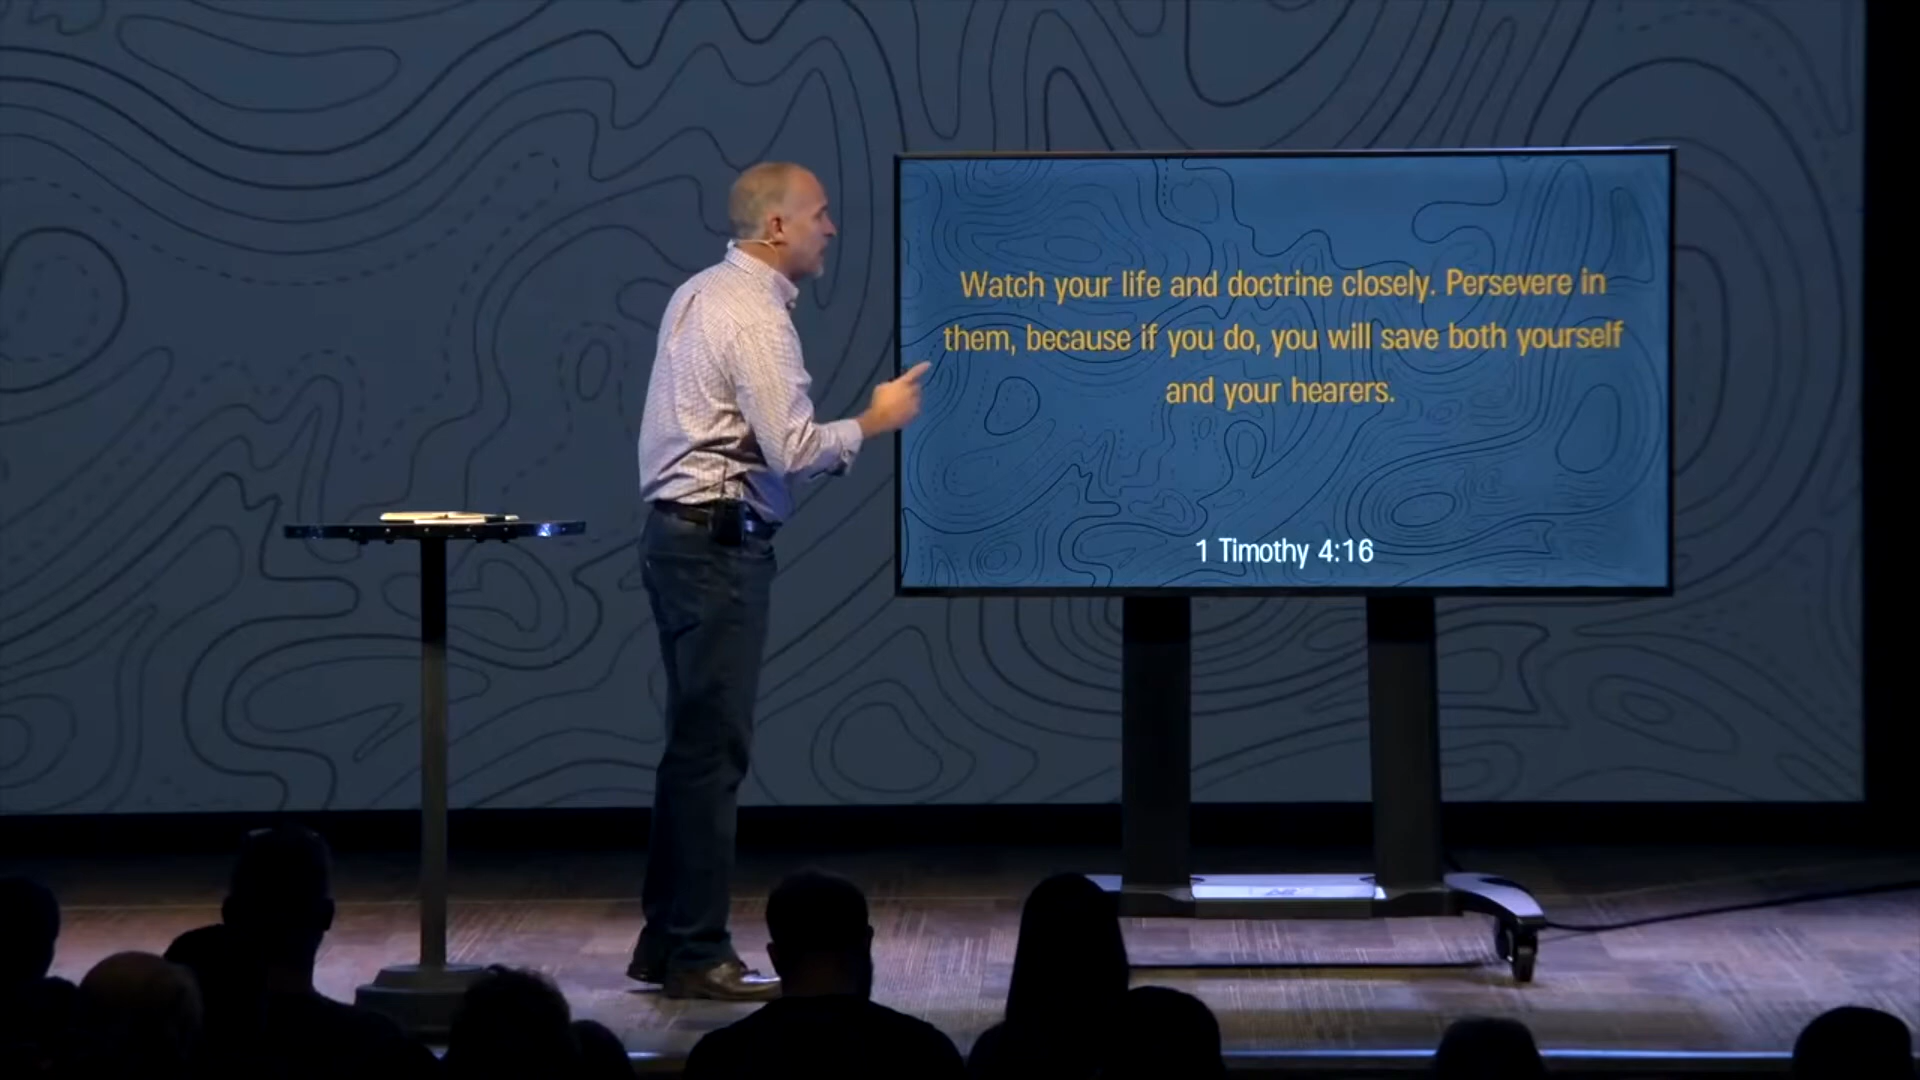 Watch your life and doctrine closely. Persevere in
them, because if you do, you will save both yourself
and your hearers.
1 Timothy 4:16